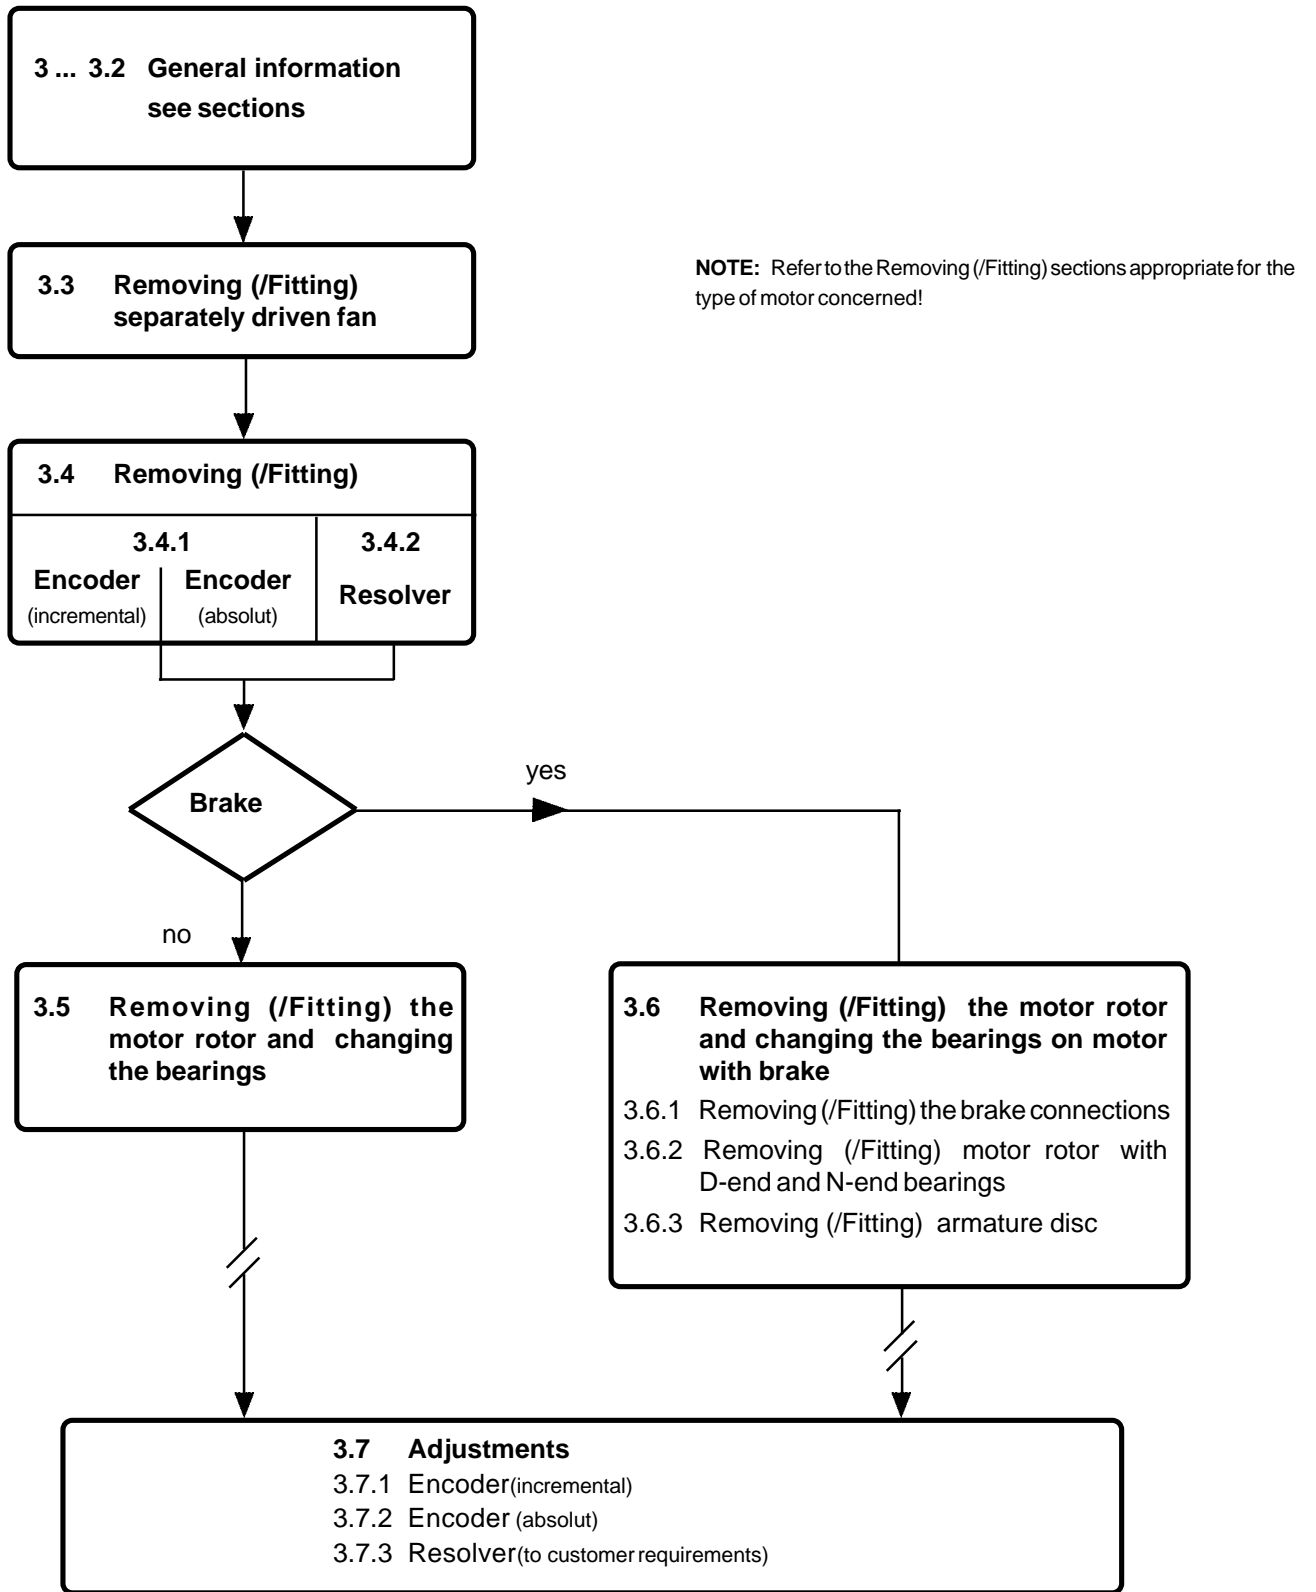 3 ... 3.2 General information
see sections
3.3 Removing (/Fitting)
separately driven fan
NOTE: Refer to the Removing (/Fitting) sections appropriate for the
type of motor concerned!
3.4 Removing (/Fitting)
3.4.1
Encoder
(incremental)
Encoder
(absolut)
3.4.2
Resolver
Brake
yes
no
3.5 Removing (/Fitting) the
motor rotor and changing
the bearings
3.6 Removing (/Fitting) the motor rotor
and changing the bearings on motor
with brake
3.6.1 Removing (/Fitting) the brake connections
3.6.2 Removing (/Fitting) motor rotor with
D-end and N-end bearings
3.6.3 Removing (/Fitting) armature disc
3.7 Adjustments
3.7.1 Encoder (incremental)
3.7.2 Encoder (absolut)
3.7.3 Resolver (to customer requirements)